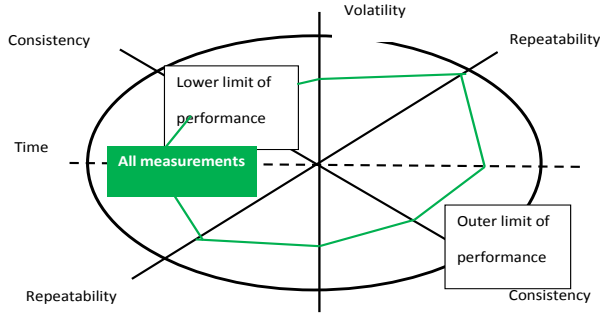 Volatility
Consistency
Repeatability
Lower limit of
performance
Time
All measurements
Outer limit of
performance
Repeatability
Consistency